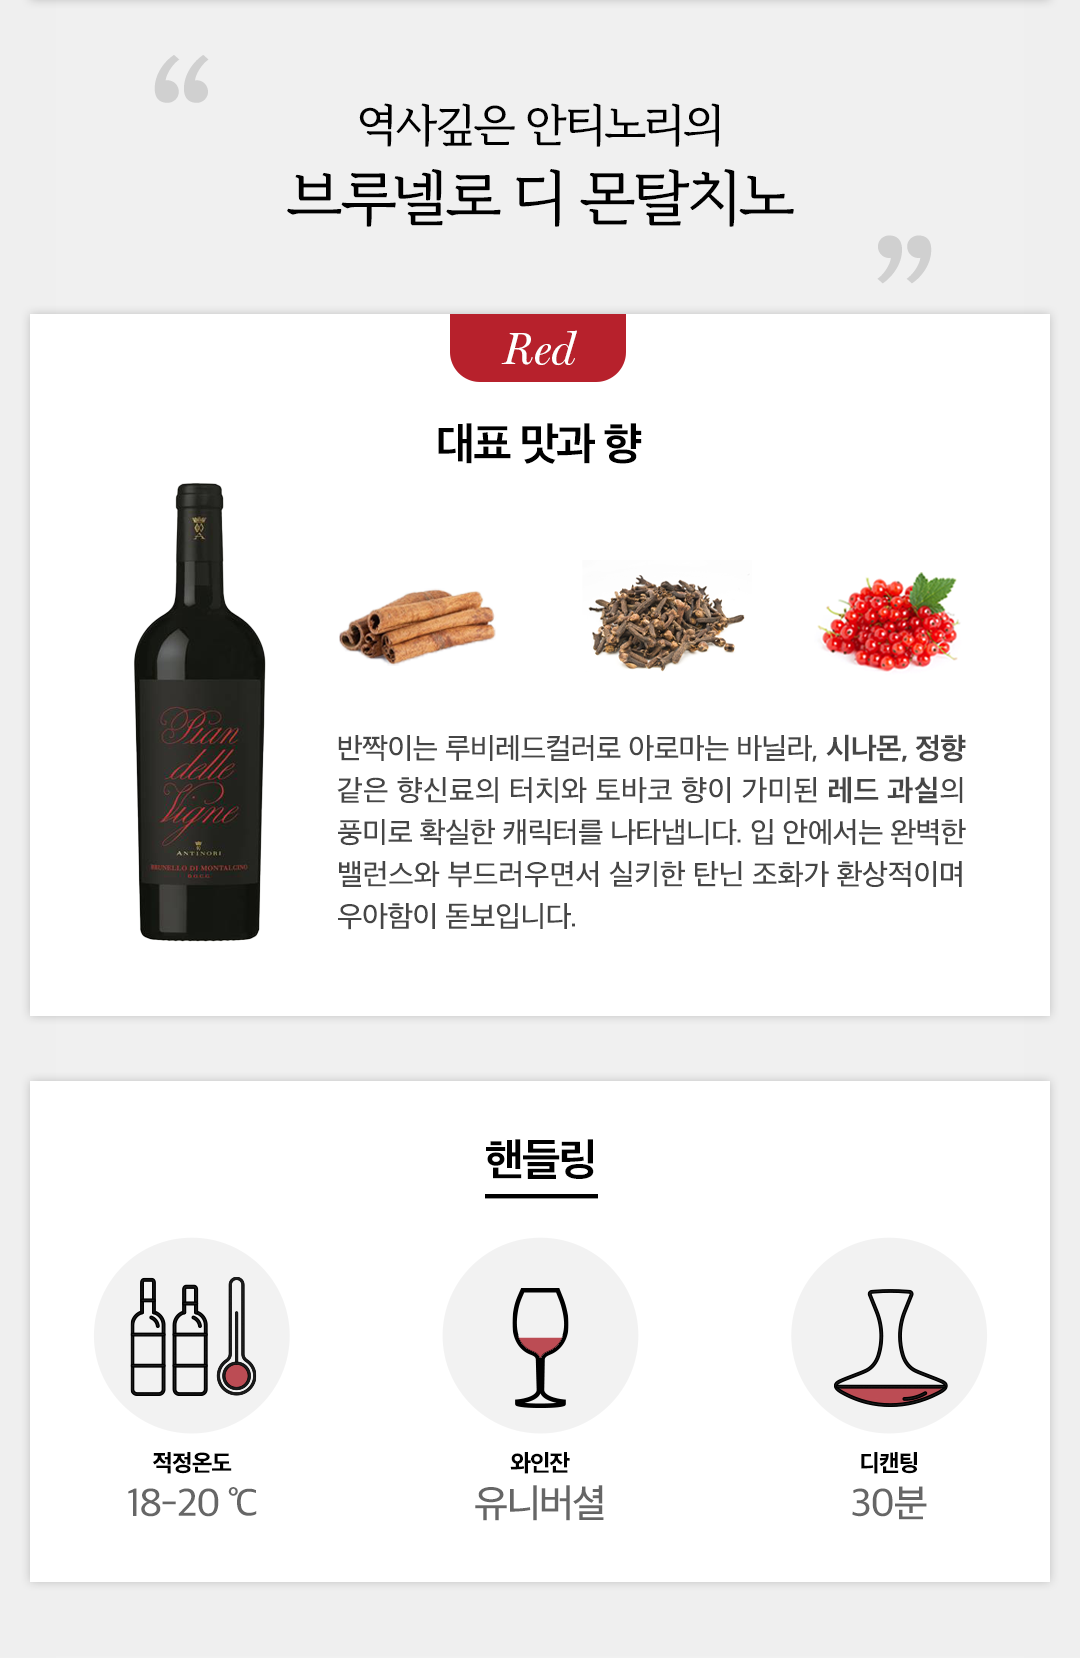 “
역사깊은 안티노리의
브루넬로 디 몬탈치노
”
Red
대표 맛과 향
Pian
delle
Vigne
ANTINORI
BRUNELLO DI MONTALCINO
DOCG
반짝이는 루비레드컬러로 아로마는 바닐라, 시나몬, 정향
같은 향신료의 터치와 토바코 향이 가미된 레드 과실의
풍미로 확실한 캐릭터를 나타냅니다. 입 안에서는 완벽한
밸런스와 부드러우면서 실키한 탄닌 조화가 환상적이며
우아함이 돋보입니다.
핸들링
적정온도
18-20 ℃
와인잔
유니버셜
디캔팅
30분